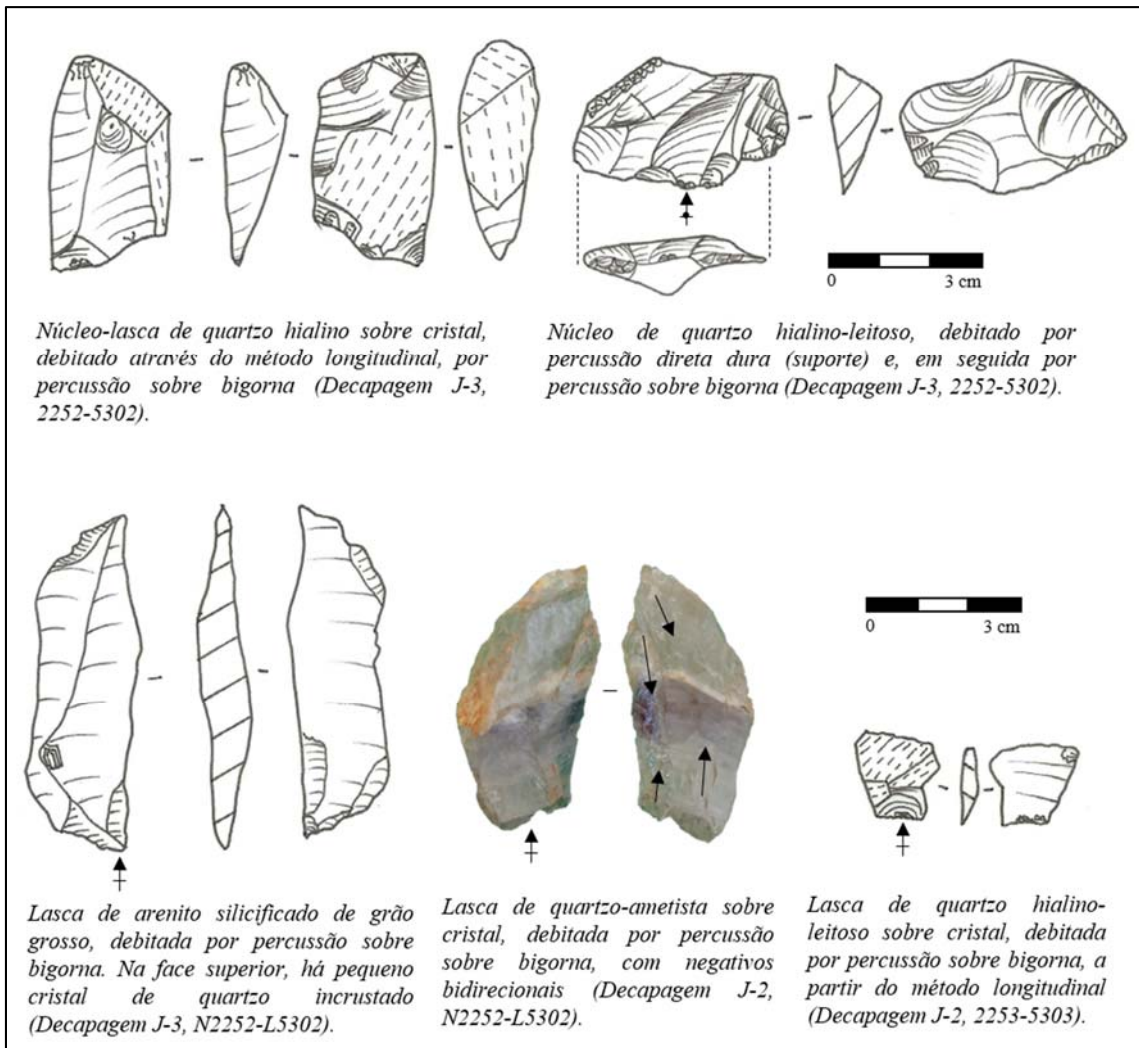 0 3 cm
Núcleo-lasca de quartzo hialino sobre cristal,
debitado através do método longitudinal, por
percussão sobre bigorna (Decapagem J-3,
2252-5302).
Núcleo de quartzo hialino-leitoso, debitado por
percussão direta dura (suporte) e, em seguida por
percussão sobre bigorna (Decapagem J-3, 2252-5302).
0 3 cm
Lasca de arenito silicificado de grão
grosso, debitada por percussão sobre
bigorna. Na face superior, há pequeno
cristal de quartzo incrustado
(Decapagem J-3, N2252-L5302).
Lasca de quartzo-ametista sobre
cristal, debitada por percussão
sobre bigorna, com negativos
bidirecionais (Decapagem J-2,
N2252-L5302).
Lasca de quartzo hialino-
leitoso sobre cristal, debitada
por percussão sobre bigorna, a
partir do método longitudinal
(Decapagem J-2, 2253-5303).